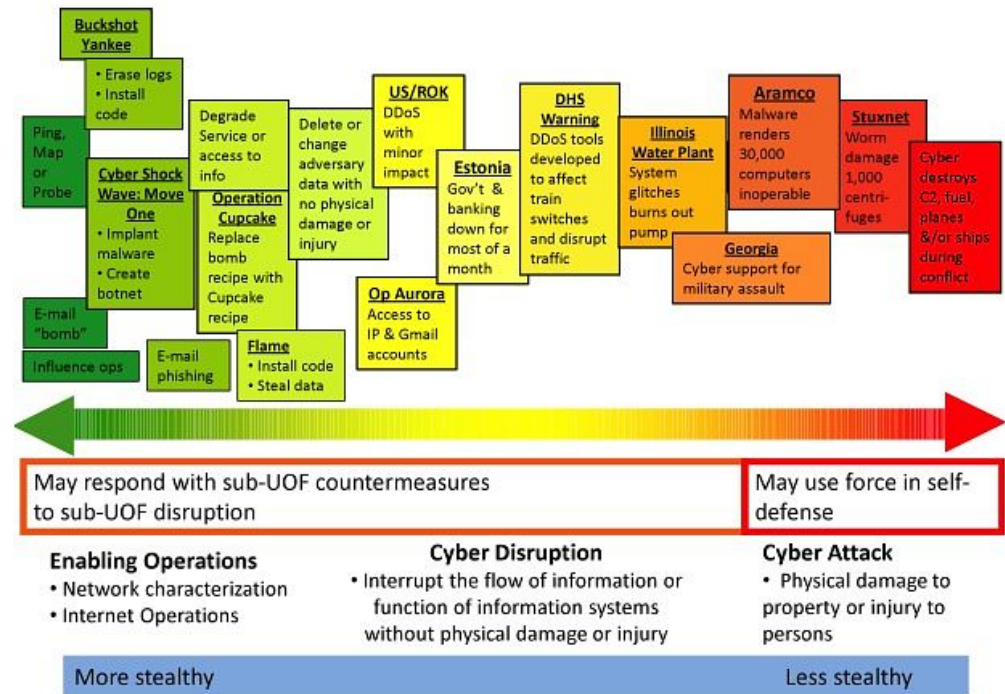 Buckshot
Yankee
• Erase logs
• Install
code
Ping,
Map
or
Probe
Cyber Shock
Wave: Move
One
• Implant
malware
• Create
botnet
E-mail
"bomb"
Influence ops
E-mail
phishing
Degrade
Service or
access to
info
Operation
Cupcake
Replace
bomb
recipe with
Cupcake
recipe
Flame
• Install code
• Steal data
Delete or
change
adversary
data with
no physical
damage or
injury
US/ROK
DDoS
with
minor
impact
Op Aurora
Access to
IP & Gmail
accounts
Estonia
Gov't &
banking
down for
most of a
month
DHS
Warning
DDoS tools
developed
to affect
train
switches
and disrupt
traffic
Illinois
Water Plant
System
glitches
burns out
pump
Georgia
Cyber support for
military assault
Aramco
Malware
renders
30,000
computers
inoperable
Stuxnet
Worm
damage
1,000
centri-
fuges
Cyber
destroys
C2, fuel,
planes
&/or ships
during
conflict
May respond with sub-UOF countermeasures
to sub-UOF disruption
May use force in self-
defense
Enabling Operations
• Network characterization
• Internet Operations
Cyber Disruption
• Interrupt the flow of information or
function of information systems
without physical damage or injury
Cyber Attack
• Physical damage to
property or injury to
persons
More stealthy
Less stealthy